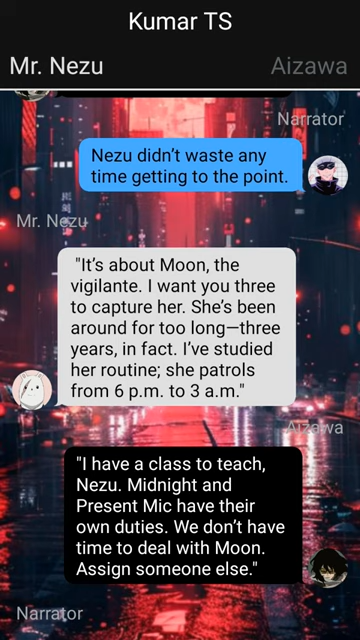 Kumar TS
Mr. Nezu
Aizawa
Narrator
Nezu didn’t waste any
time getting to the point.
Mr. Nezu
"It’s about Moon, the
vigilante. I want you three
to capture her. She’s been
around for too long—three
years, in fact. I’ve studied
her routine; she patrols
from 6 p.m. to 3 a.m."
Aizawa
"I have a class to teach,
Nezu. Midnight and
Present Mic have their
own duties. We don’t have
time to deal with Moon.
Assign someone else."
Narrator